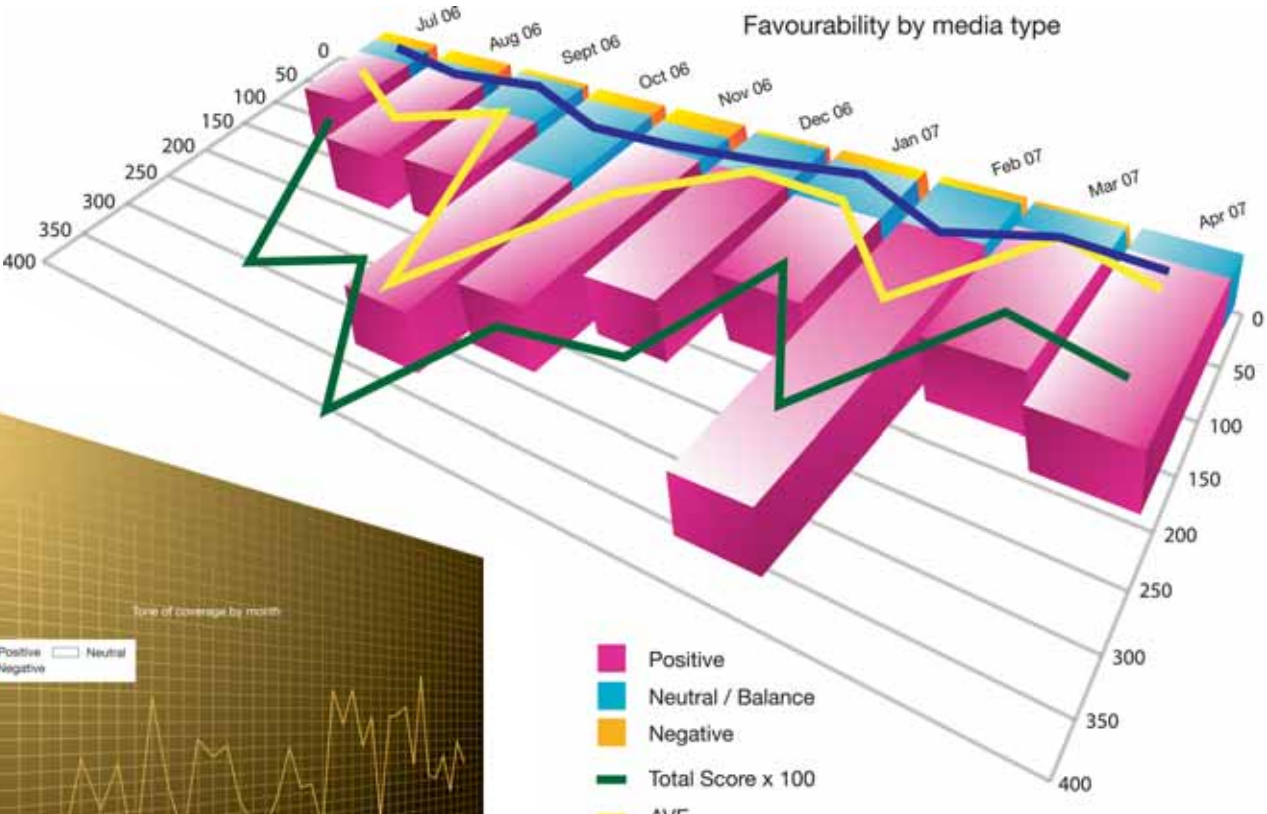 Favourability by media type
Jul 06
Aug 06
Sept 06
Oct 06
Nov 06
Dec 06
Jan 07
Feb 07
Mar 07
Apr 07
0
50
100
150
200
250
300
350
400
0
50
100
150
200
250
300
350
400
Tone of coverage by month
Positive Neutral
Negative
Positive
Neutral / Balance
Negative
Total Score x 100
AVE